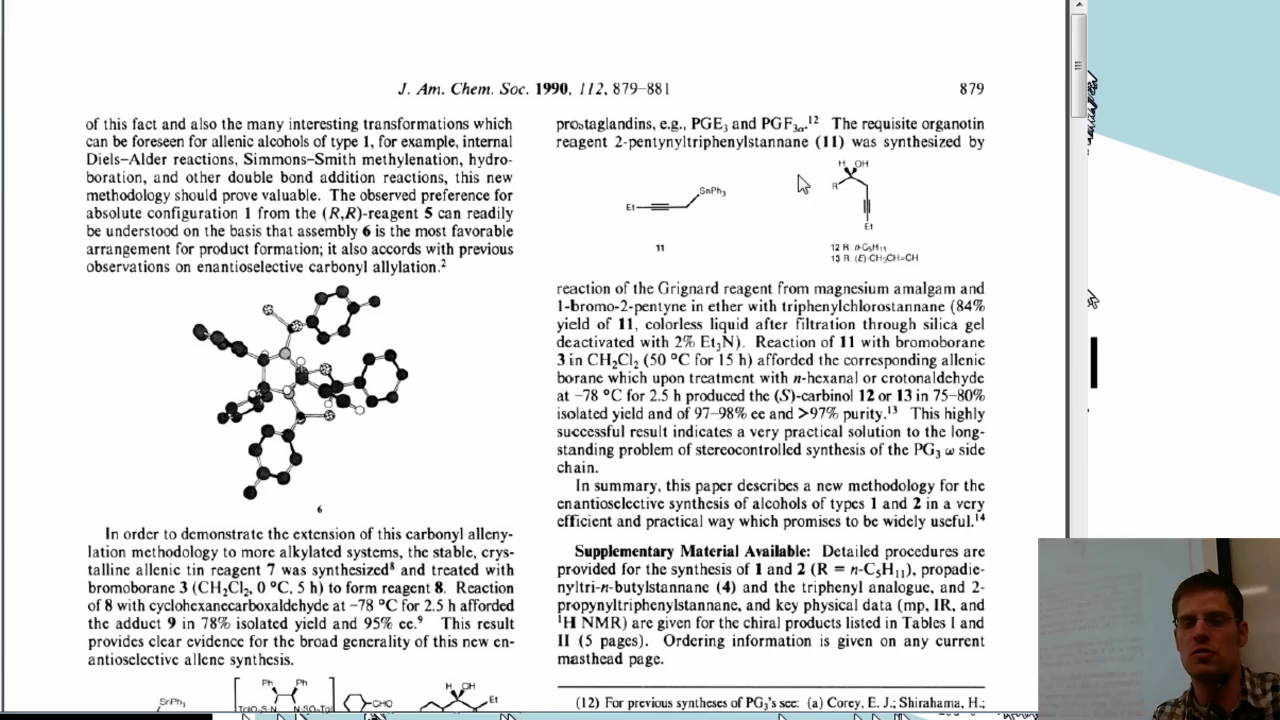 J. Am. Chem. Soc. 1990, 112, 879–881
879
of this fact and also the many interesting transformations which
can be foreseen for allenic alcohols of type 1, for example, internal
Diels–Alder reactions, Simmons–Smith methylenation, hydro-
boration, and other double bond addition reactions, this new
methodology should prove valuable. The observed preference for
absolute configuration 1 from the (R,R)-reagent 5 can readily
be understood on the basis that assembly 6 is the most favorable
arrangement for product formation; it also accords with previous
observations on enantioselective carbonyl allylation.2
6
In order to demonstrate the extension of this carbonyl alleny-
lation methodology to more alkylated systems, the stable, crys-
talline allenic tin reagent 7 was synthesized8 and treated with
bromoborane 3 (CH2Cl2, 0 °C, 5 h) to form reagent 8. Reaction
of 8 with cyclohexanecarboxaldehyde at −78 °C for 2.5 h afforded
the adduct 9 in 78% isolated yield and 95% ee.9 This result
provides clear evidence for the broad generality of this new en-
antioselective allene synthesis.
SnPh3
Ph Ph
TolO2S-N N-SO2Tol
CHO
H OH
Et
prostaglandins, e.g., PGE3 and PGF3α.12 The requisite organotin
reagent 2-pentynyltriphenylstannane (11) was synthesized by
Et
SnPh3
11
H OH
R
Et
12 R: n-C5H11
13 R: (E)-CH3CH=CH
reaction of the Grignard reagent from magnesium amalgam and
1-bromo-2-pentyne in ether with triphenylchlorostannane (84%
yield of 11, colorless liquid after filtration through silica gel
deactivated with 2% Et3N). Reaction of 11 with bromoborane
3 in CH2Cl2 (50 °C for 15 h) afforded the corresponding allenic
borane which upon treatment with n-hexanal or crotonaldehyde
at −78 °C for 2.5 h produced the (S)-carbinol 12 or 13 in 75–80%
isolated yield and of 97–98% ee and >97% purity.13 This highly
successful result indicates a very practical solution to the long-
standing problem of stereocontrolled synthesis of the PG3 ω side
chain.
In summary, this paper describes a new methodology for the
enantioselective synthesis of alcohols of types 1 and 2 in a very
efficient and practical way which promises to be widely useful.14
Supplementary Material Available: Detailed procedures are
provided for the synthesis of 1 and 2 (R = n-C5H11), propadie-
nyltri-n-butylstannane (4) and the triphenyl analogue, and 2-
propynyltriphenylstannane, and key physical data (mp, IR, and
1H NMR) are given for the chiral products listed in Tables I and
II (5 pages). Ordering information is given on any current
masthead page.
(12) For previous syntheses of PG3's see: (a) Corey, E. J.; Shirahama, H.;